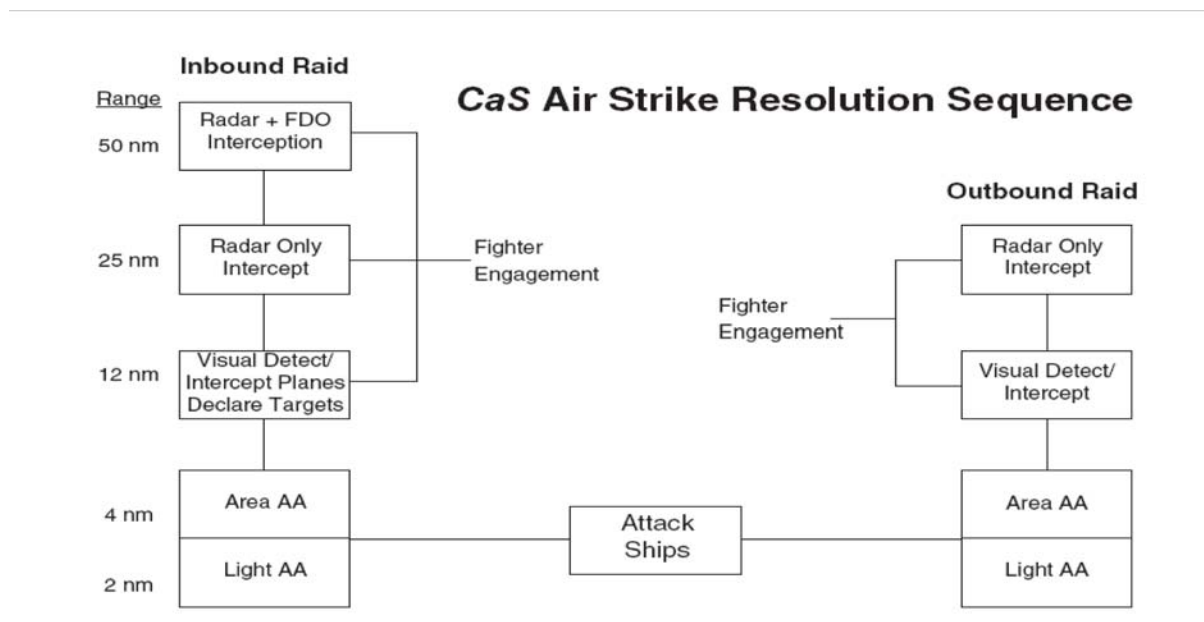 Inbound Raid
CaS Air Strike Resolution Sequence
Range
50 nm
Radar + FDO
Interception
25 nm
Radar Only
Intercept
Fighter
Engagement
12 nm
Visual Detect/
Intercept Planes
Declare Targets
4 nm
Area AA
2 nm
Light AA
Attack
Ships
Outbound Raid
Radar Only
Intercept
Fighter
Engagement
Visual Detect/
Intercept
Area AA
Light AA